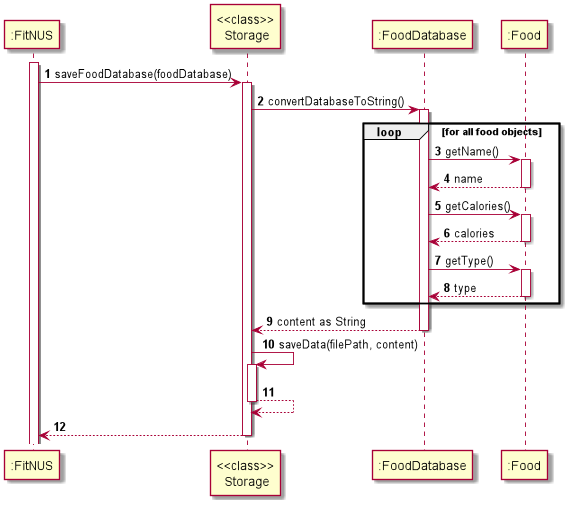 :FitNUS
<<class>>
Storage
:FoodDatabase
:Food
1 saveFoodDatabase(foodDatabase)
2 convertDatabaseToString()
loop [for all food objects]
3 getName()
4 name
5 getCalories()
6 calories
7 getType()
8 type
9 content as String
10 saveData(filePath, content)
11
12
:FitNUS
<<class>>
Storage
:FoodDatabase
:Food